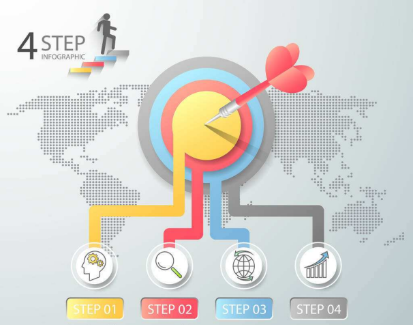 4 STEP
INFOGRAPHIC
STEP 01
STEP 02
STEP 03
STEP 04